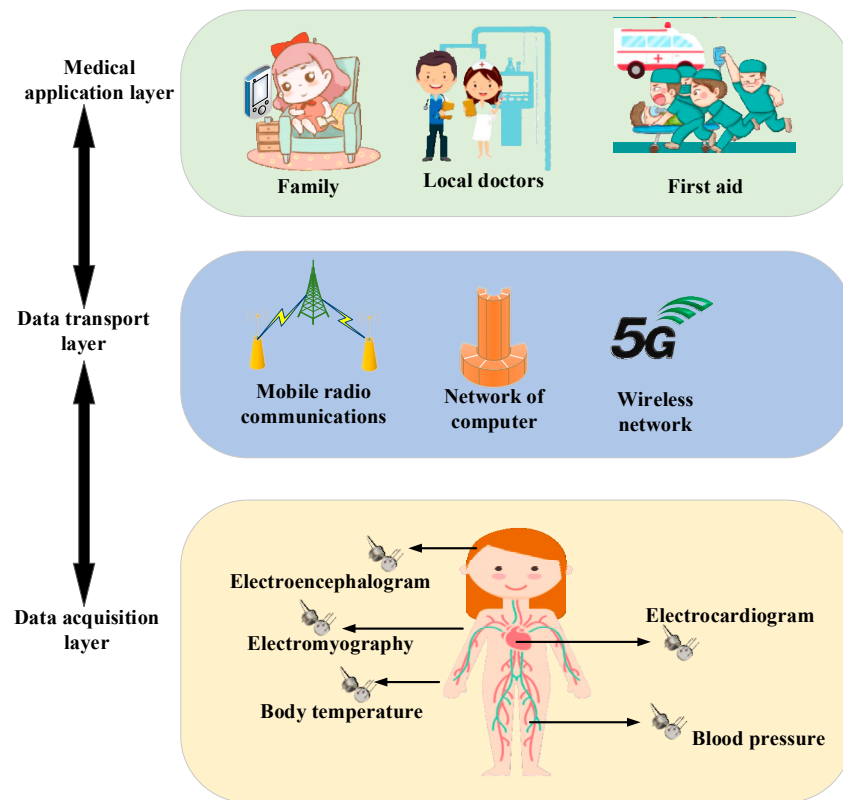 Medical
application layer
Family
Local doctors
First aid
Data transport
layer
Mobile radio
communications
Network of
computer
5G
Wireless
network
Data acquisition
layer
Electroencephalogram
Electromyography
Body temperature
Electrocardiogram
Blood pressure